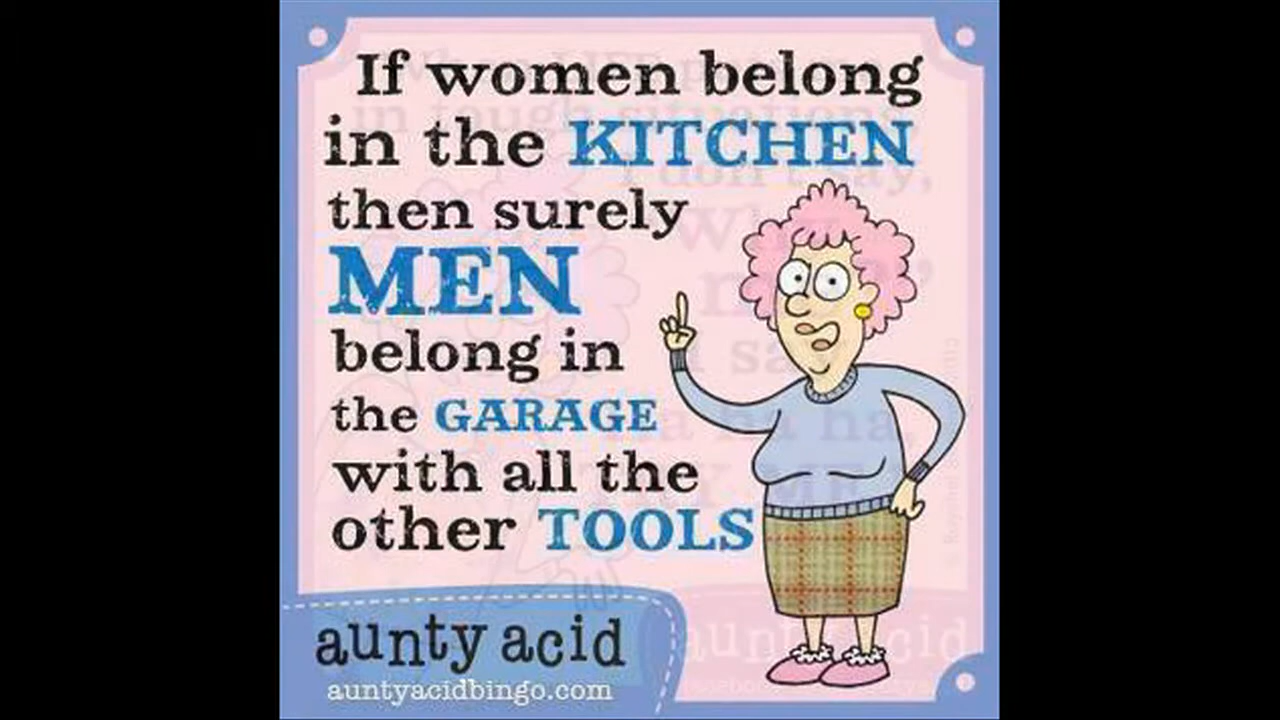 If women belong
in the KITCHEN
then surely
MEN
belong in
the GARAGE
with all the
other TOOLS
aunty acid
auntyacidbingo.com